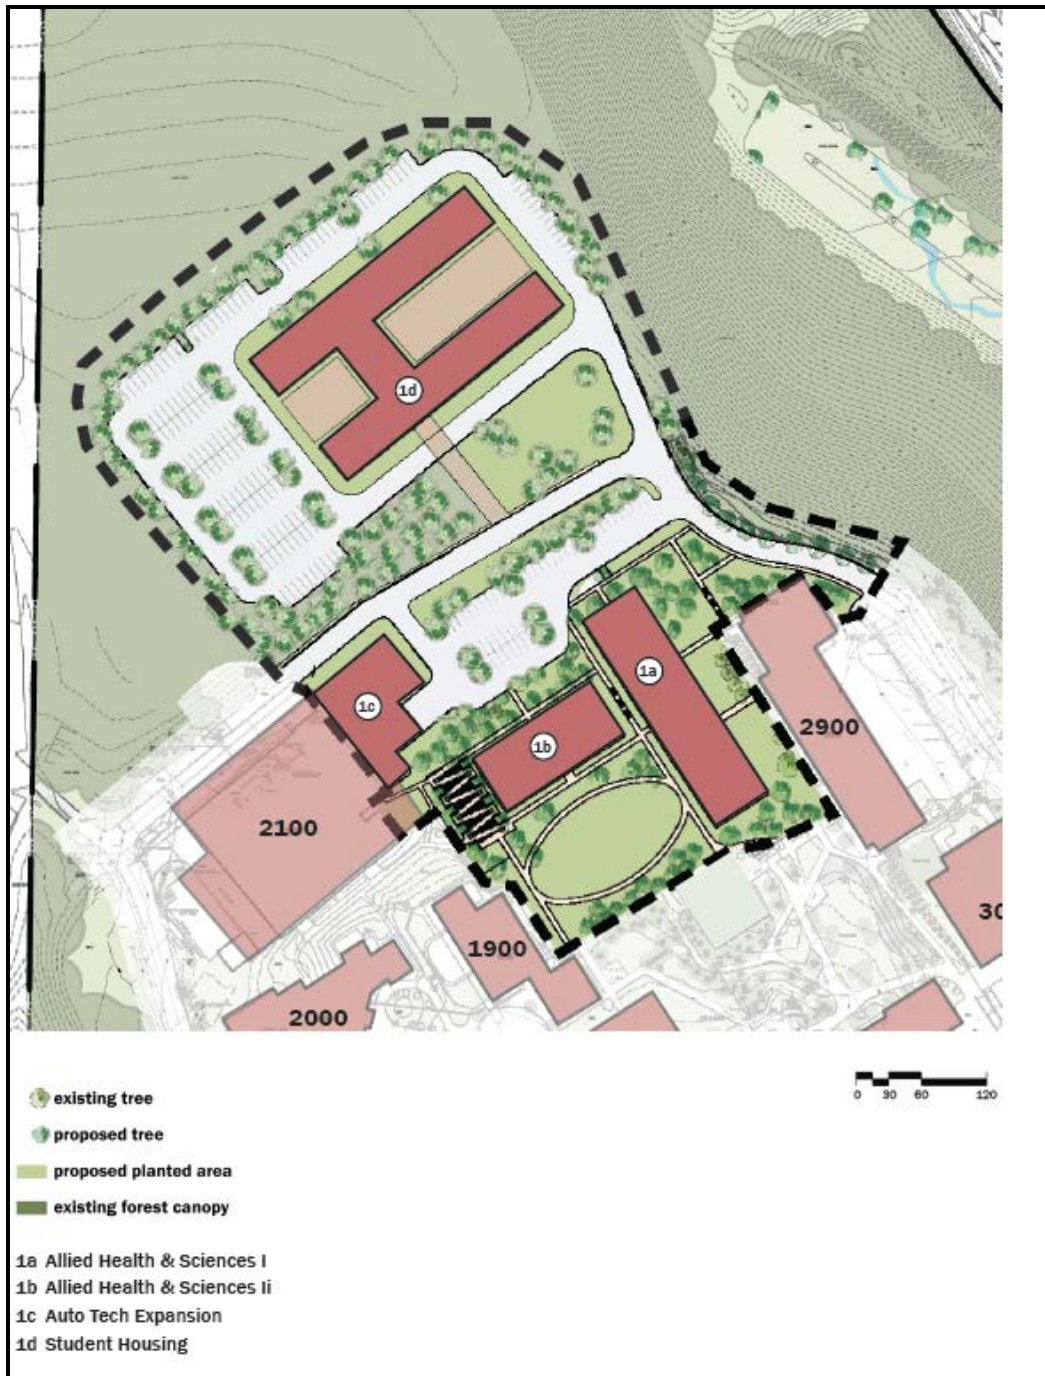 1d
1a
1c
1b
2900
2100
30
1900
2000
existing tree
proposed tree
proposed planted area
existing forest canopy
0 30 60 120
1a Allied Health & Sciences I
1b Allied Health & Sciences Ii
1c Auto Tech Expansion
1d Student Housing